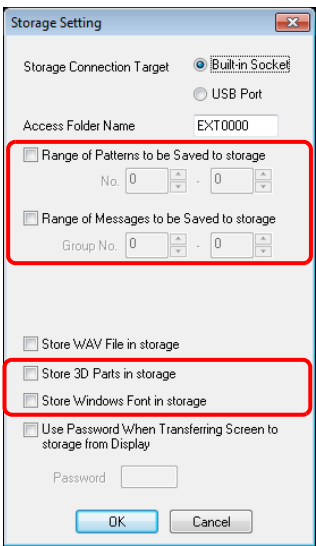 Storage Setting
Storage Connection Target Built-in Socket
USB Port
Access Folder Name EXT0000
Range of Patterns to be Saved to storage
No. 0 - 0
Range of Messages to be Saved to storage
Group No. 0 - 0
Store WAV File in storage
Store 3D Parts in storage
Store Windows Font in storage
Use Password When Transferring Screen to
storage from Display
Password
OK Cancel